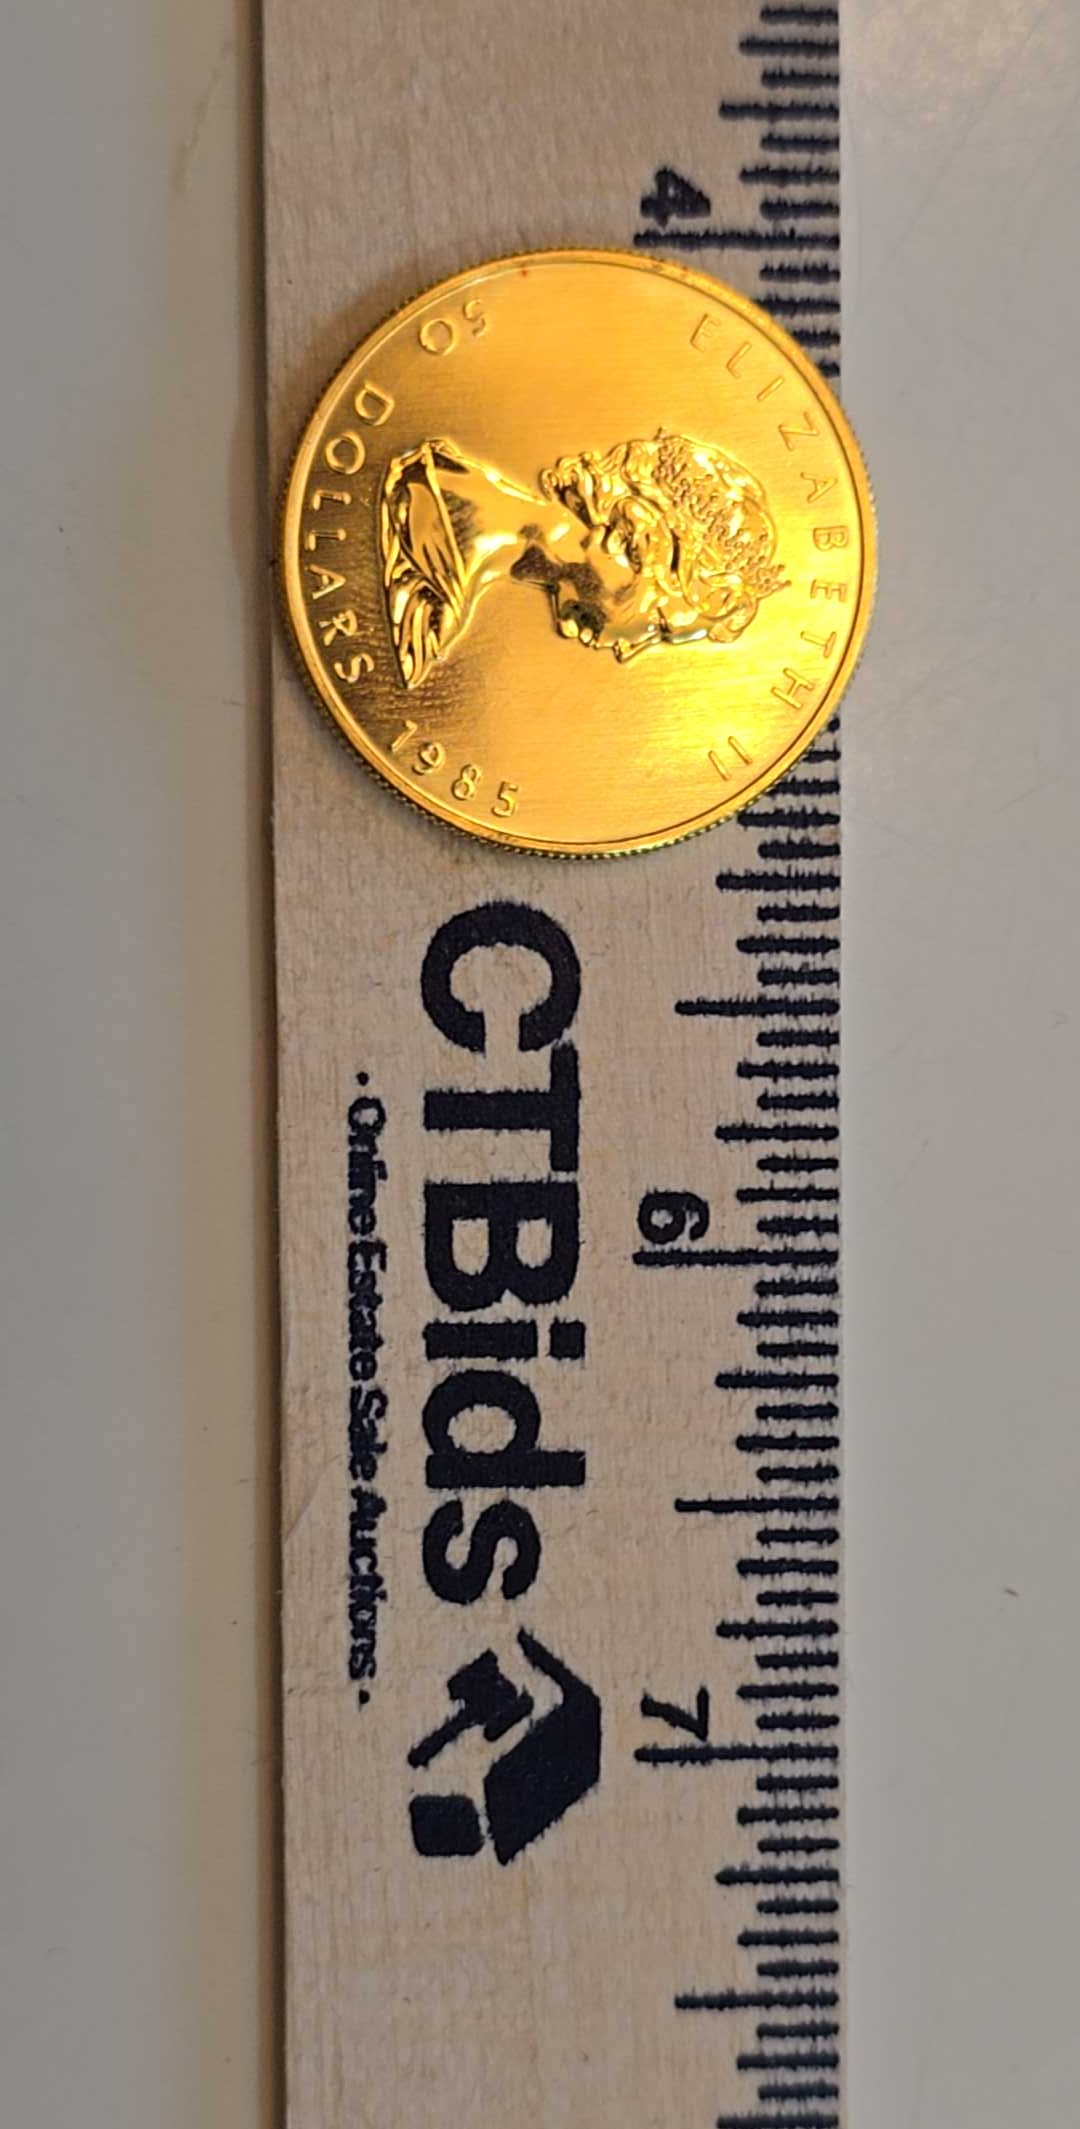 4
ELIZABETH II
50 DOLLARS 1985
CTBids
· Online Estate Sale Auctions ·
6
7